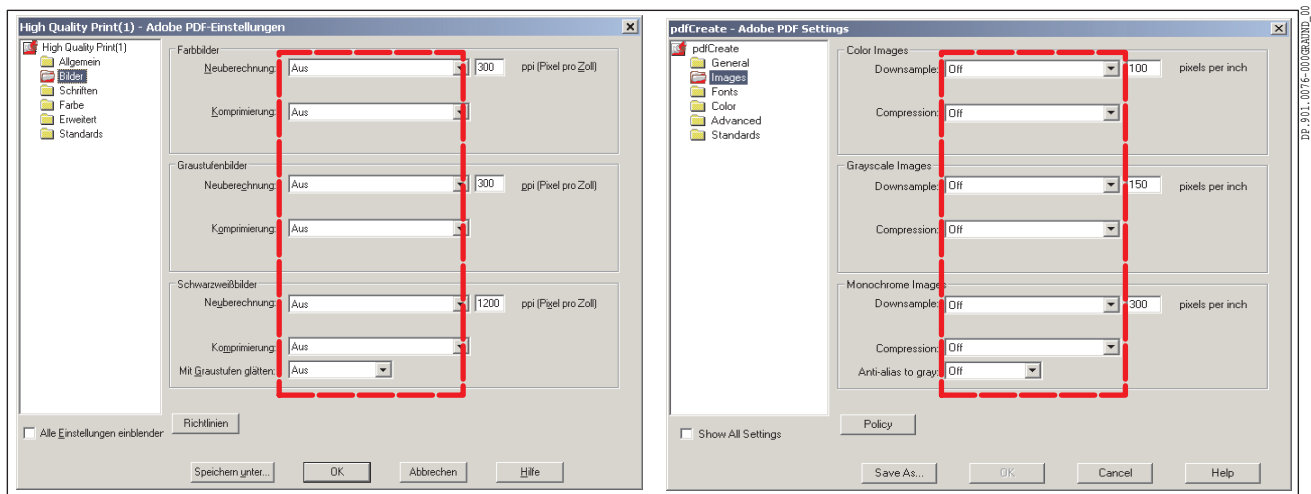 High Quality Print(1) - Adobe PDF-Einstellungen
High Quality Print(1)
Allgemein
Bilder
Schriften
Farbe
Erweitert
Standards
Farbbilder
Neuberechnung: Aus 300 ppi (Pixel pro Zoll)
Komprimierung: Aus
Graustufenbilder
Neuberechnung: Aus 300 ppi (Pixel pro Zoll)
Komprimierung: Aus
Schwarzweißbilder
Neuberechnung: Aus 1200 ppi (Pixel pro Zoll)
Komprimierung: Aus
Mit Graustufen glätten: Aus
Richtlinien
Alle Einstellungen einblender
Speichern unter... OK Abbrechen Hilfe
pdfCreate - Adobe PDF Settings
pdfCreate
General
Images
Fonts
Color
Advanced
Standards
Color Images
Downsample: Off 100 pixels per inch
Compression: Off
Grayscale Images
Downsample: Off 150 pixels per inch
Compression: Off
Monochrome Images
Downsample: Off 300 pixels per inch
Compression: Off
Anti-alias to gray: Off
Policy
Show All Settings
Save As... OK Cancel Help
DP.901.0076-000GRAUND_00